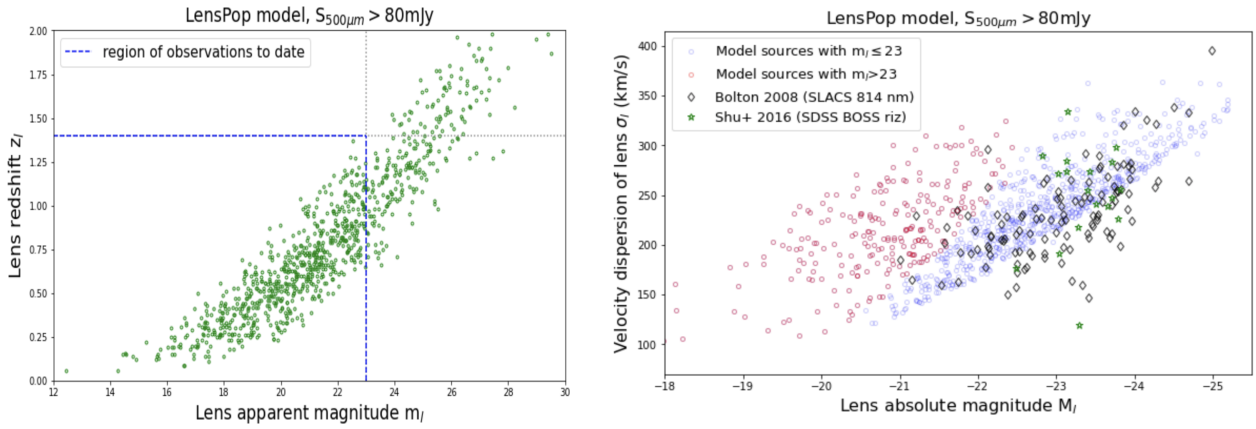 LensPop model, S500μm > 80mJy
region of observations to date
Lens redshift zl
2.00
1.75
1.50
1.25
1.00
0.75
0.50
0.25
0.00
12 14 16 18 20 22 24 26 28 30
Lens apparent magnitude ml
LensPop model, S500μm > 80mJy
Model sources with ml ≤ 23
Model sources with ml>23
Bolton 2008 (SLACS 814 nm)
Shu+ 2016 (SDSS BOSS riz)
Velocity dispersion of lens σl (km/s)
400
350
300
250
200
150
100
−18 −19 −20 −21 −22 −23 −24 −25
Lens absolute magnitude Ml